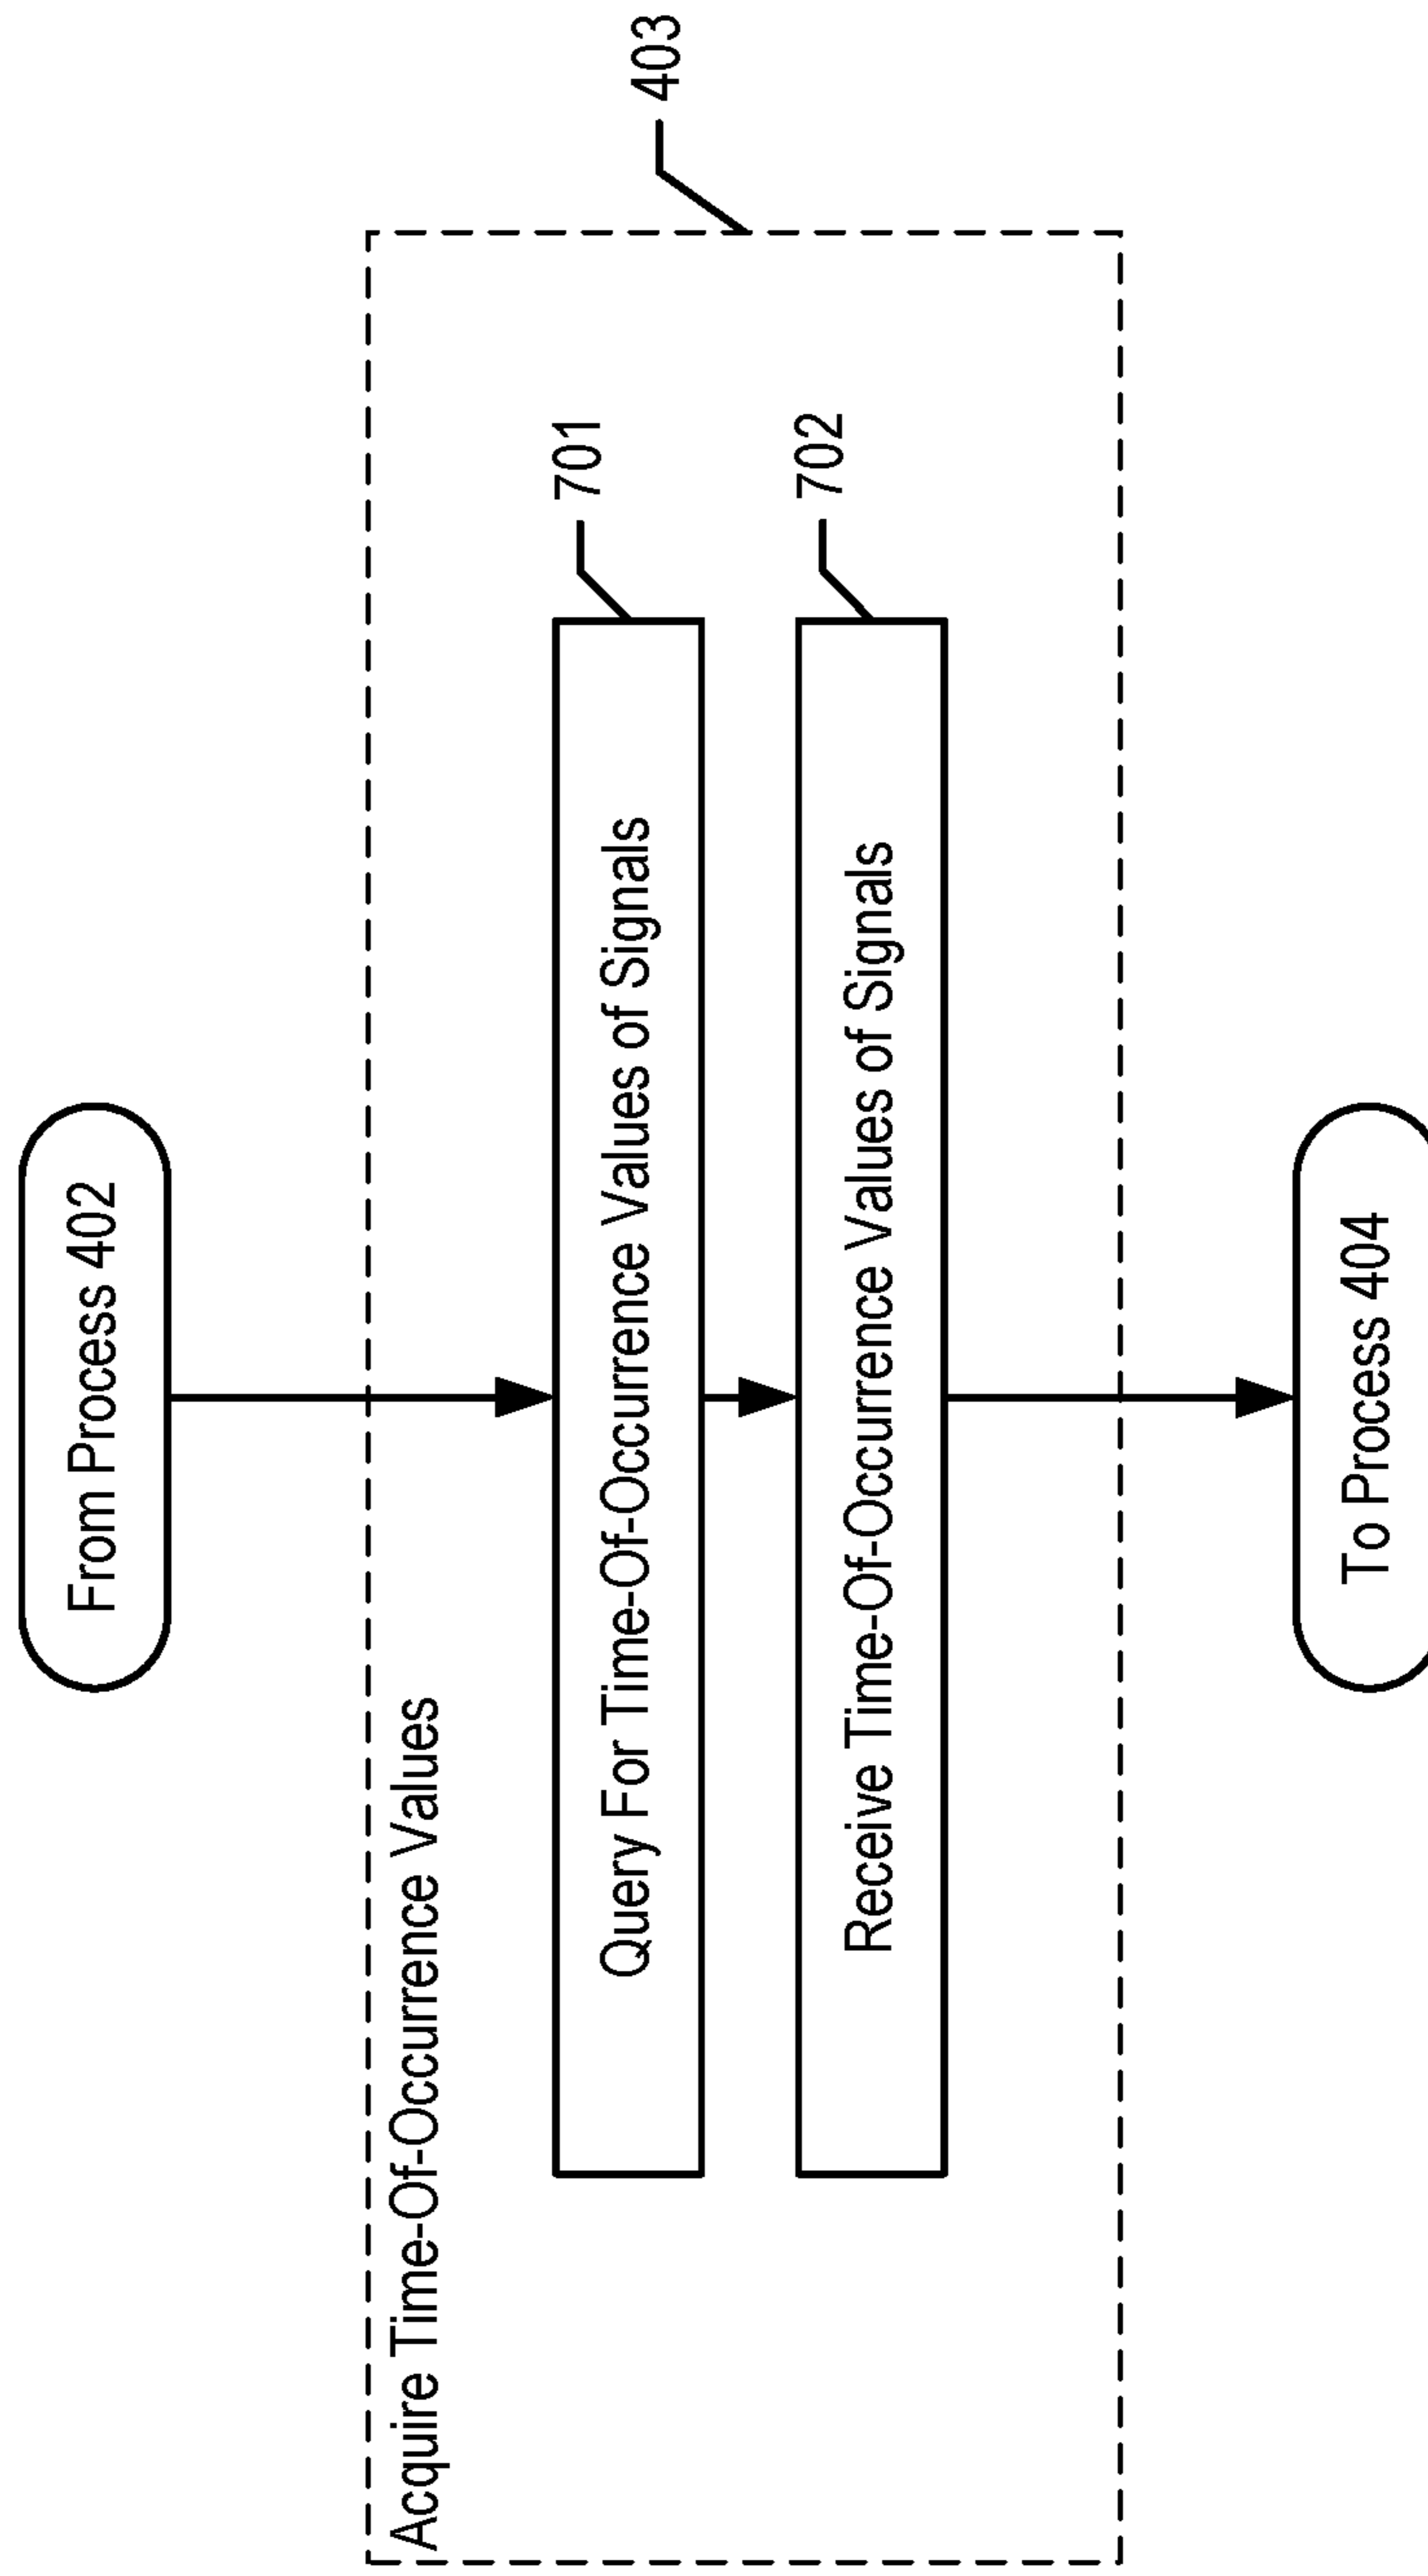 From Process 402
403
Acquire Time-Of-Occurrence Values
701
Query For Time-Of-Occurrence Values of Signals
702
Receive Time-Of-Occurrence Values of Signals
To Process 404